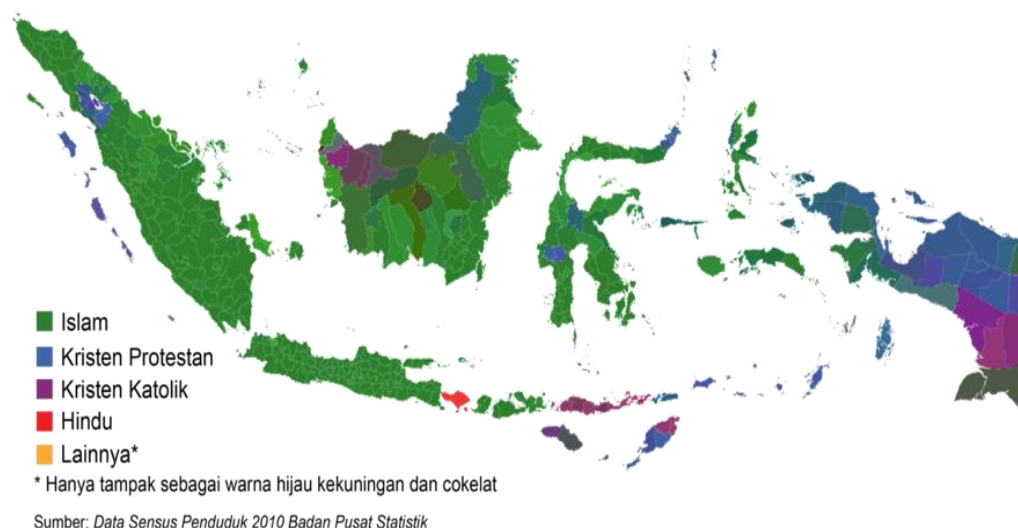 Islam
Kristen Protestan
Kristen Katolik
Hindu
Lainnya*
* Hanya tampak sebagai warna hijau kekuningan dan cokelat
Sumber: Data Sensus Penduduk 2010 Badan Pusat Statistik